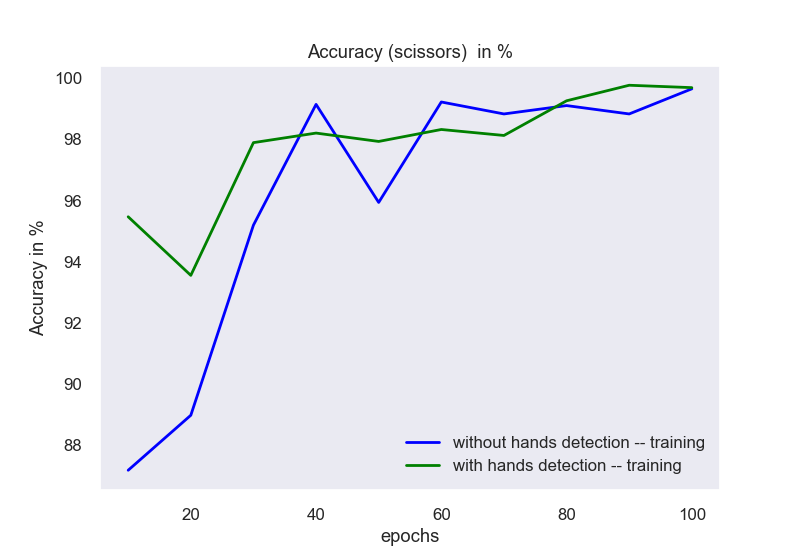 Accuracy (scissors)  in %
100
98
96
94
92
90
88
Accuracy in %
without hands detection -- training
with hands detection -- training
20
40
60
80
100
epochs